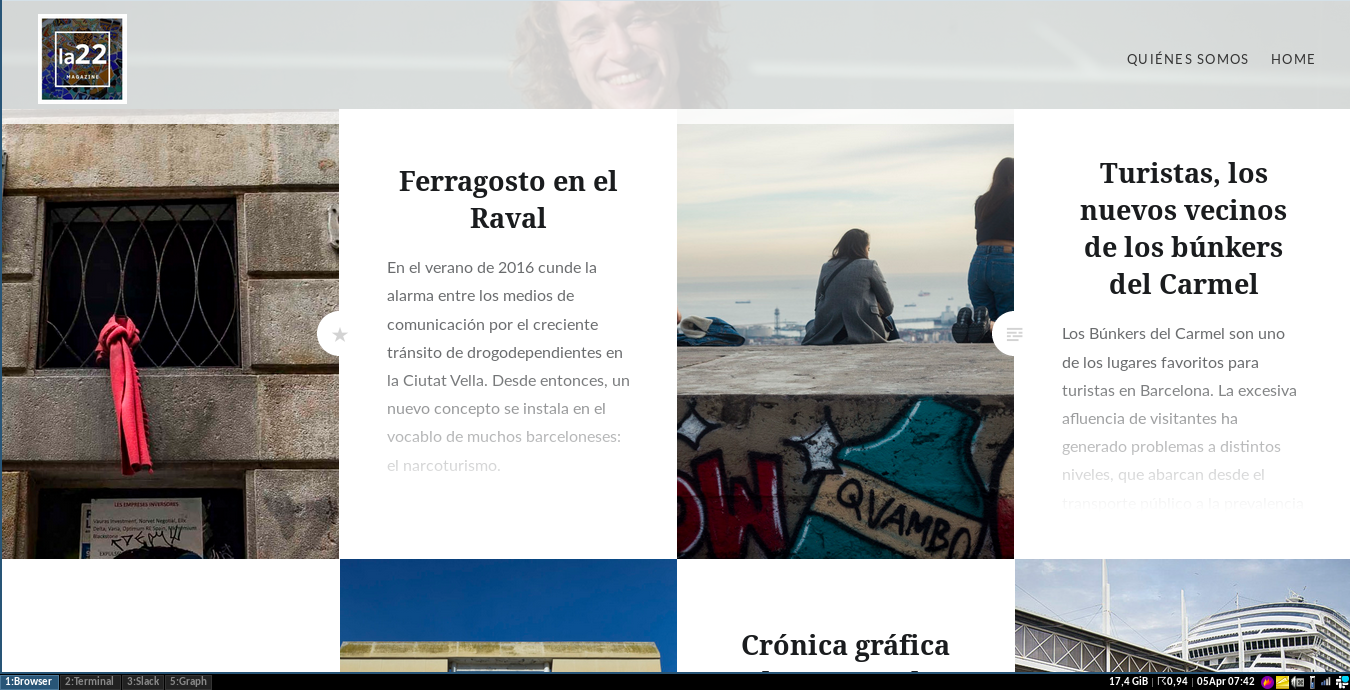 la22
MAGAZINE
QUIÉNES SOMOS
HOME
Ferragosto en el
Raval
En el verano de 2016 cunde la
alarma entre los medios de
comunicación por el creciente
tránsito de drogodependientes en
la Ciutat Vella. Desde entonces, un
nuevo concepto se instala en el
vocablo de muchos barceloneses:
el narcoturismo.
Turistas, los
nuevos vecinos
de los búnkers
del Carmel
Los Búnkers del Carmel son uno
de los lugares favoritos para
turistas en Barcelona. La excesiva
afluencia de visitantes ha
generado problemas a distintos
niveles, que abarcan desde el
transporte público a la prevalencia
LES EMPRESES INVERSORES
QVAMBO
Crónica gráfica
1:Browser
2:Terminal
3:Slack
5:Graph
17,4 GiB
0,94
05Apr 07:42